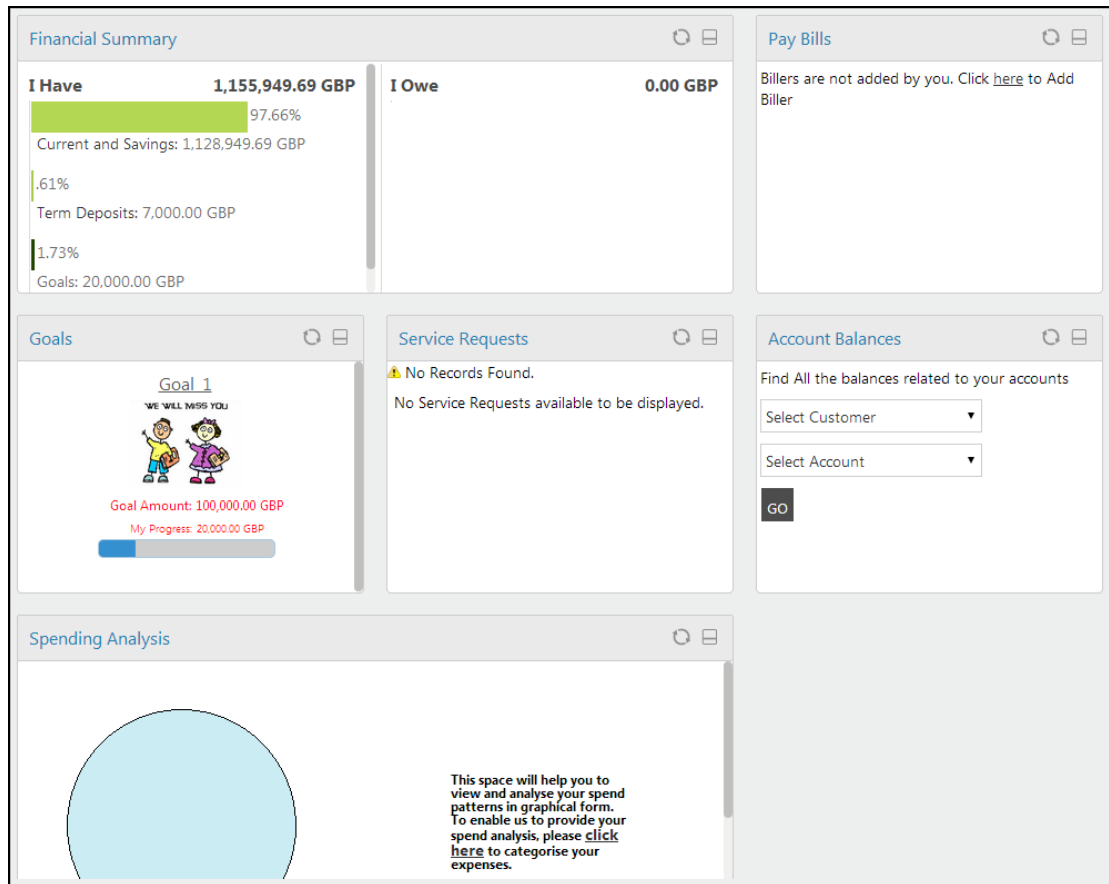 Financial Summary
I Have 1,155,949.69 GBP
97.66%
Current and Savings: 1,128,949.69 GBP
.61%
Term Deposits: 7,000.00 GBP
1.73%
Goals: 20,000.00 GBP
I Owe 0.00 GBP
Pay Bills
Billers are not added by you. Click here to Add
Biller
Goals
Goal 1
WE WILL MISS YOU
Goal Amount: 100,000.00 GBP
My Progress: 20,000.00 GBP
Service Requests
No Records Found.
No Service Requests available to be displayed.
Account Balances
Find All the balances related to your accounts
Select Customer
Select Account
GO
Spending Analysis
This space will help you to
view and analyse your spend
patterns in graphical form.
To enable us to provide your
spend analysis, please click
here to categorise your
expenses.